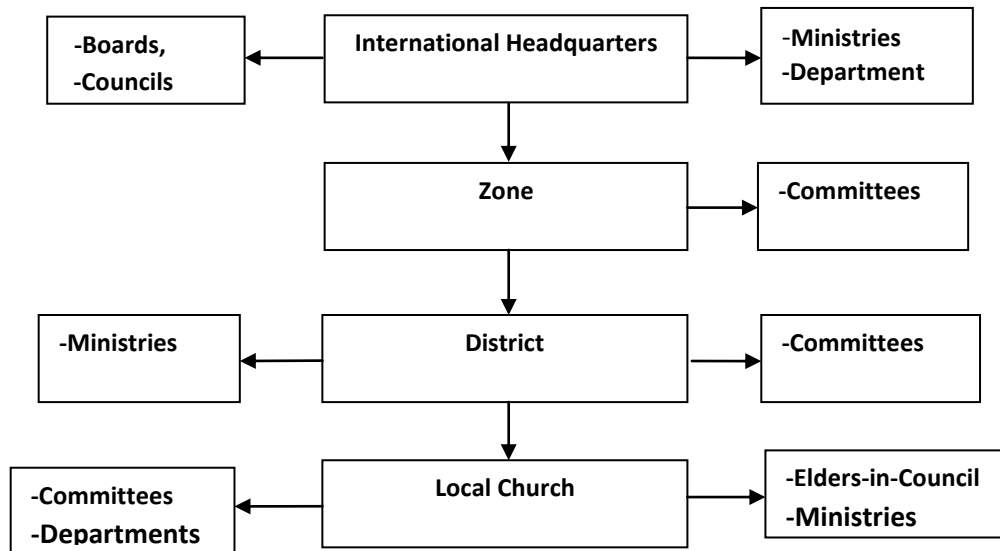 -Boards,
-Councils
International Headquarters
-Ministries
-Department
Zone
-Committees
-Ministries
District
-Committees
-Committees
-Departments
Local Church
-Elders-in-Council
-Ministries